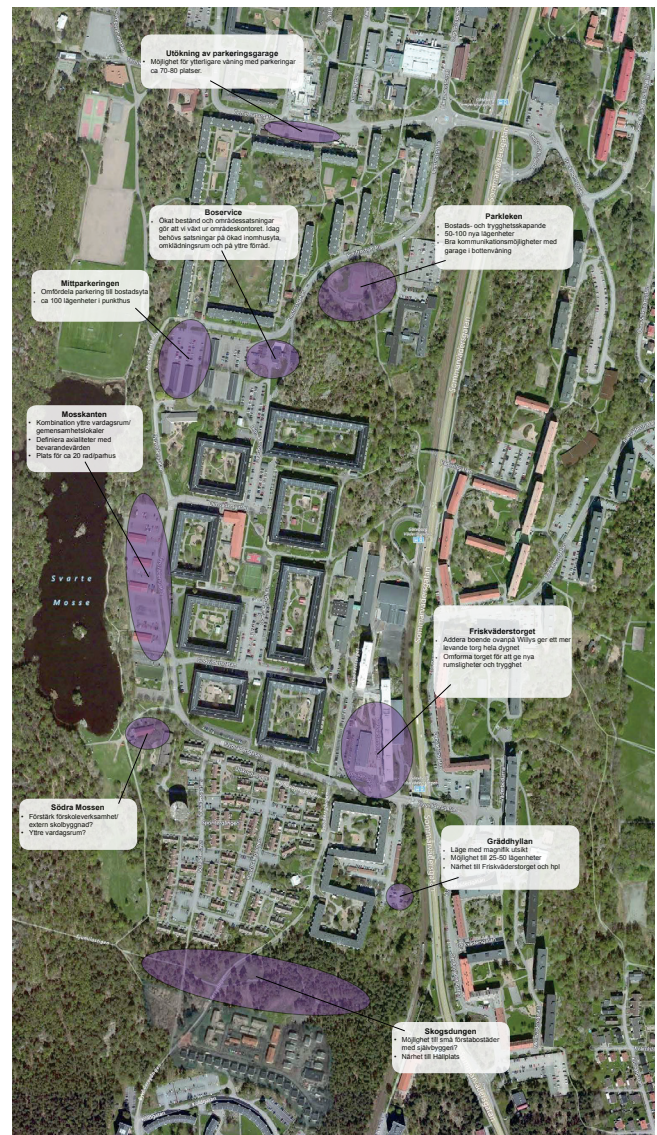 Utökning av parkeringsgarage
• Möjlighet för ytterligare våning med parkeringar
ca 70-80 platser.
Boservice
• Ökat bestånd och områdessatsningar
gör att vi växt ur områdeskontoret. Idag
behövs satsningar på ökad inomhusyta,
omklädningsrum och på yttre förråd.
Parkleken
• Bostads- och trygghetsskapande
50-100 nya lägenheter
• Bra kommunikationsmöjligheter med
garage i bottenvåning
Mittparkeringen
• Omfördela parkering till bostadsyta
• ca 100 lägenheter i punkthus
Mosskanten
• Kombination yttre vardagsrum/
gemensamhetslokaler
• Definiera axialiteter med
bevarandevärden
• Plats för ca 20 rad/parhus
Svarte
Mosse
Friskväderstorget
• Addera boende ovanpå Willys ger ett mer
levande torg hela dygnet
• Omforma torget för att ge nya
rumsligheter och trygghet
Södra Mossen
• Förstärk förskoleverksamhet/
extern skolbyggnad?
• Yttre vardagsrum?
Gräddhyllan
• Läge med magnifik utsikt
• Möjlighet till 25-50 lägenheter
• Närhet till Friskväderstorget och hpl
Skogsdungen
• Möjlighet till små förstabostäder
med självbyggeri?
• Närhet till Hållplats